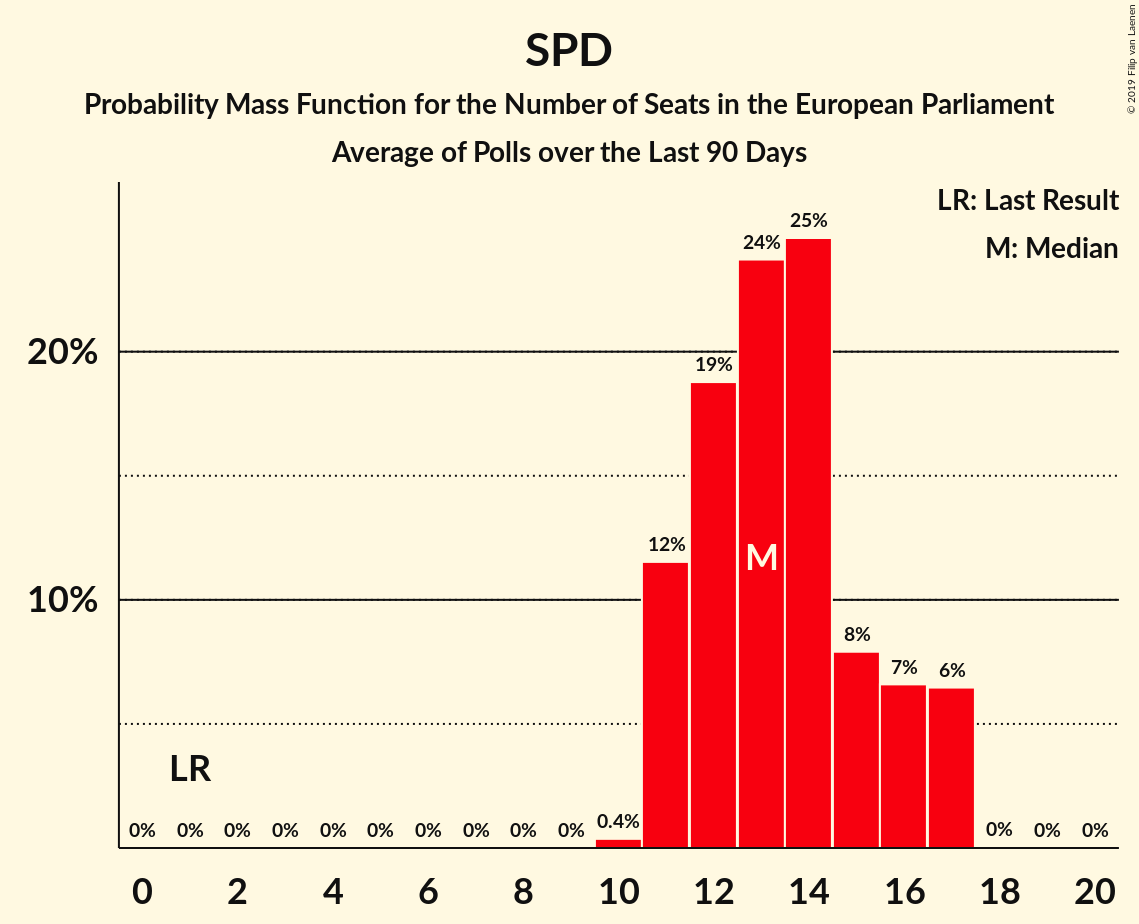 SPD
Probability Mass Function for the Number of Seats in the European Parliament
Average of Polls over the Last 90 Days
© 2019 Filip van Laenen
LR: Last Result
M: Median
20%
10%
0% 0% 0% 0% 0% 0% 0% 0% 0% 0% 0.4% 12% 19% 24% 25% 8% 7% 6% 0% 0% 0%
LR
M
0 2 4 6 8 10 12 14 16 18 20